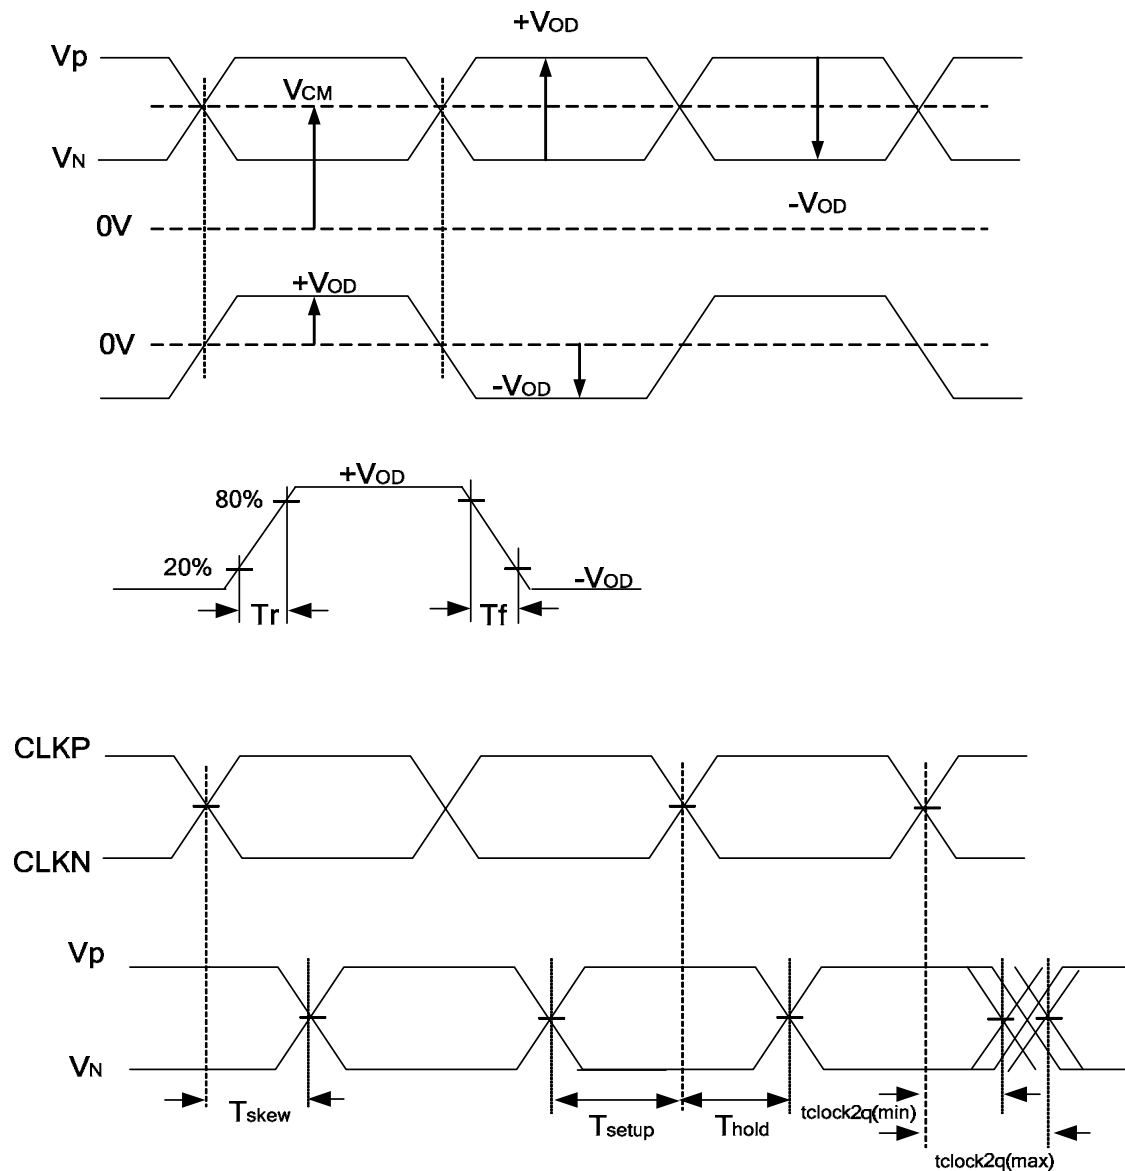 +VOD
Vp
VCM
VN
0V
-VOD
+VOD
0V
-VOD
+VOD
80%
20%
-VOD
Tr
Tf
CLKP
CLKN
Vp
VN
Tskew
Tsetup
Thold
tclock2q(min)
tclock2q(max)